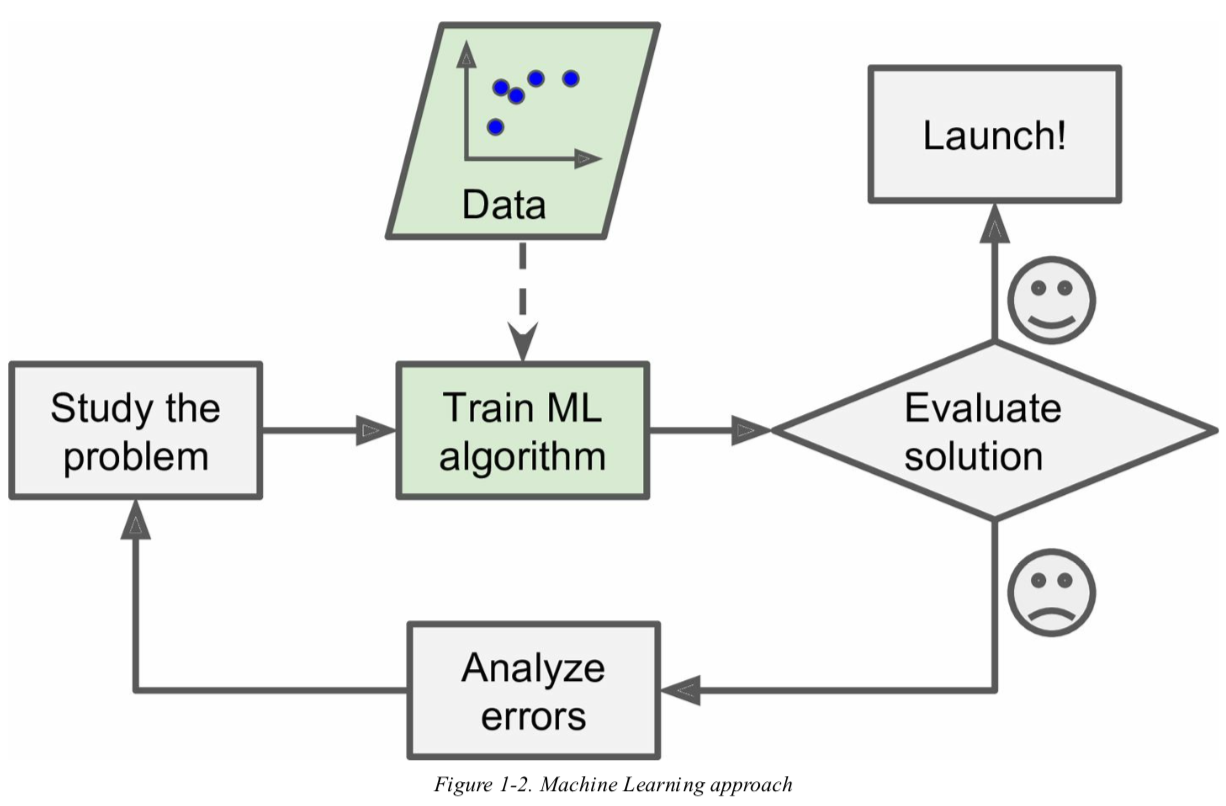 Data
Launch!
Study the
problem
Train ML
algorithm
Evaluate
solution
Analyze
errors
Figure 1-2. Machine Learning approach